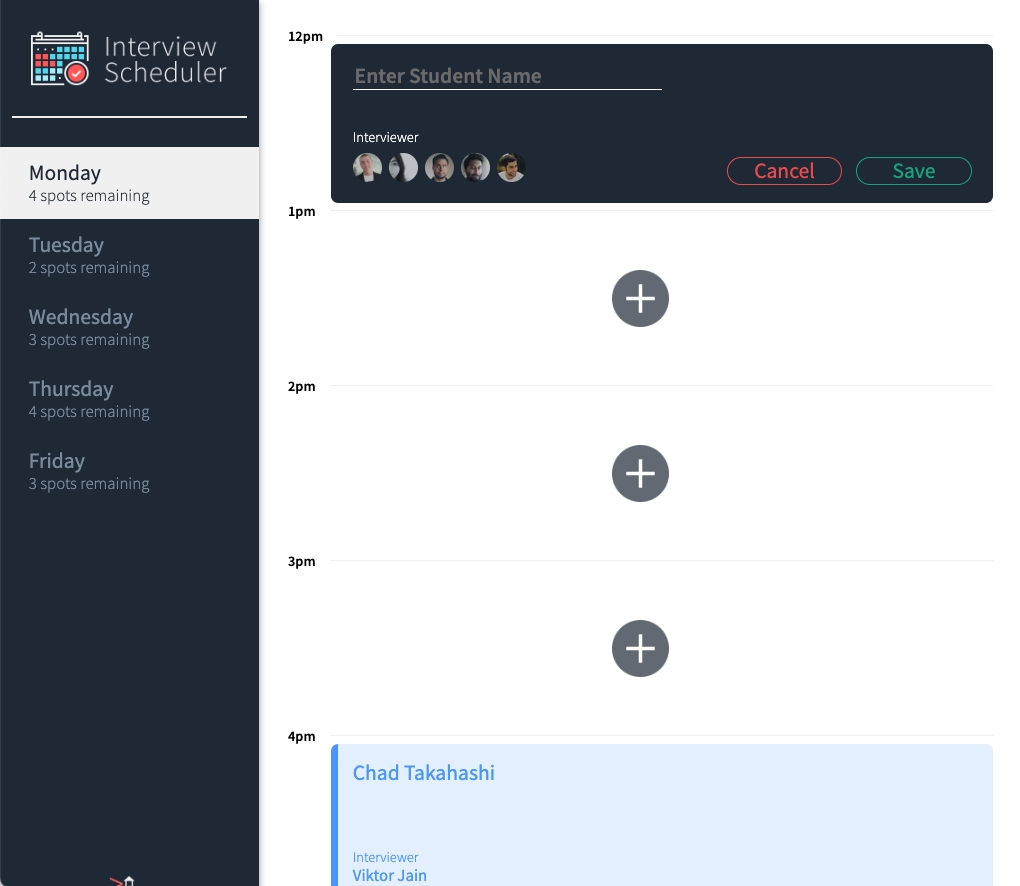 Interview
Scheduler
Monday
4 spots remaining
Tuesday
2 spots remaining
Wednesday
3 spots remaining
Thursday
4 spots remaining
Friday
3 spots remaining
12pm
Enter Student Name
Interviewer
Cancel
Save
1pm
2pm
3pm
4pm
Chad Takahashi
Interviewer
Viktor Jain